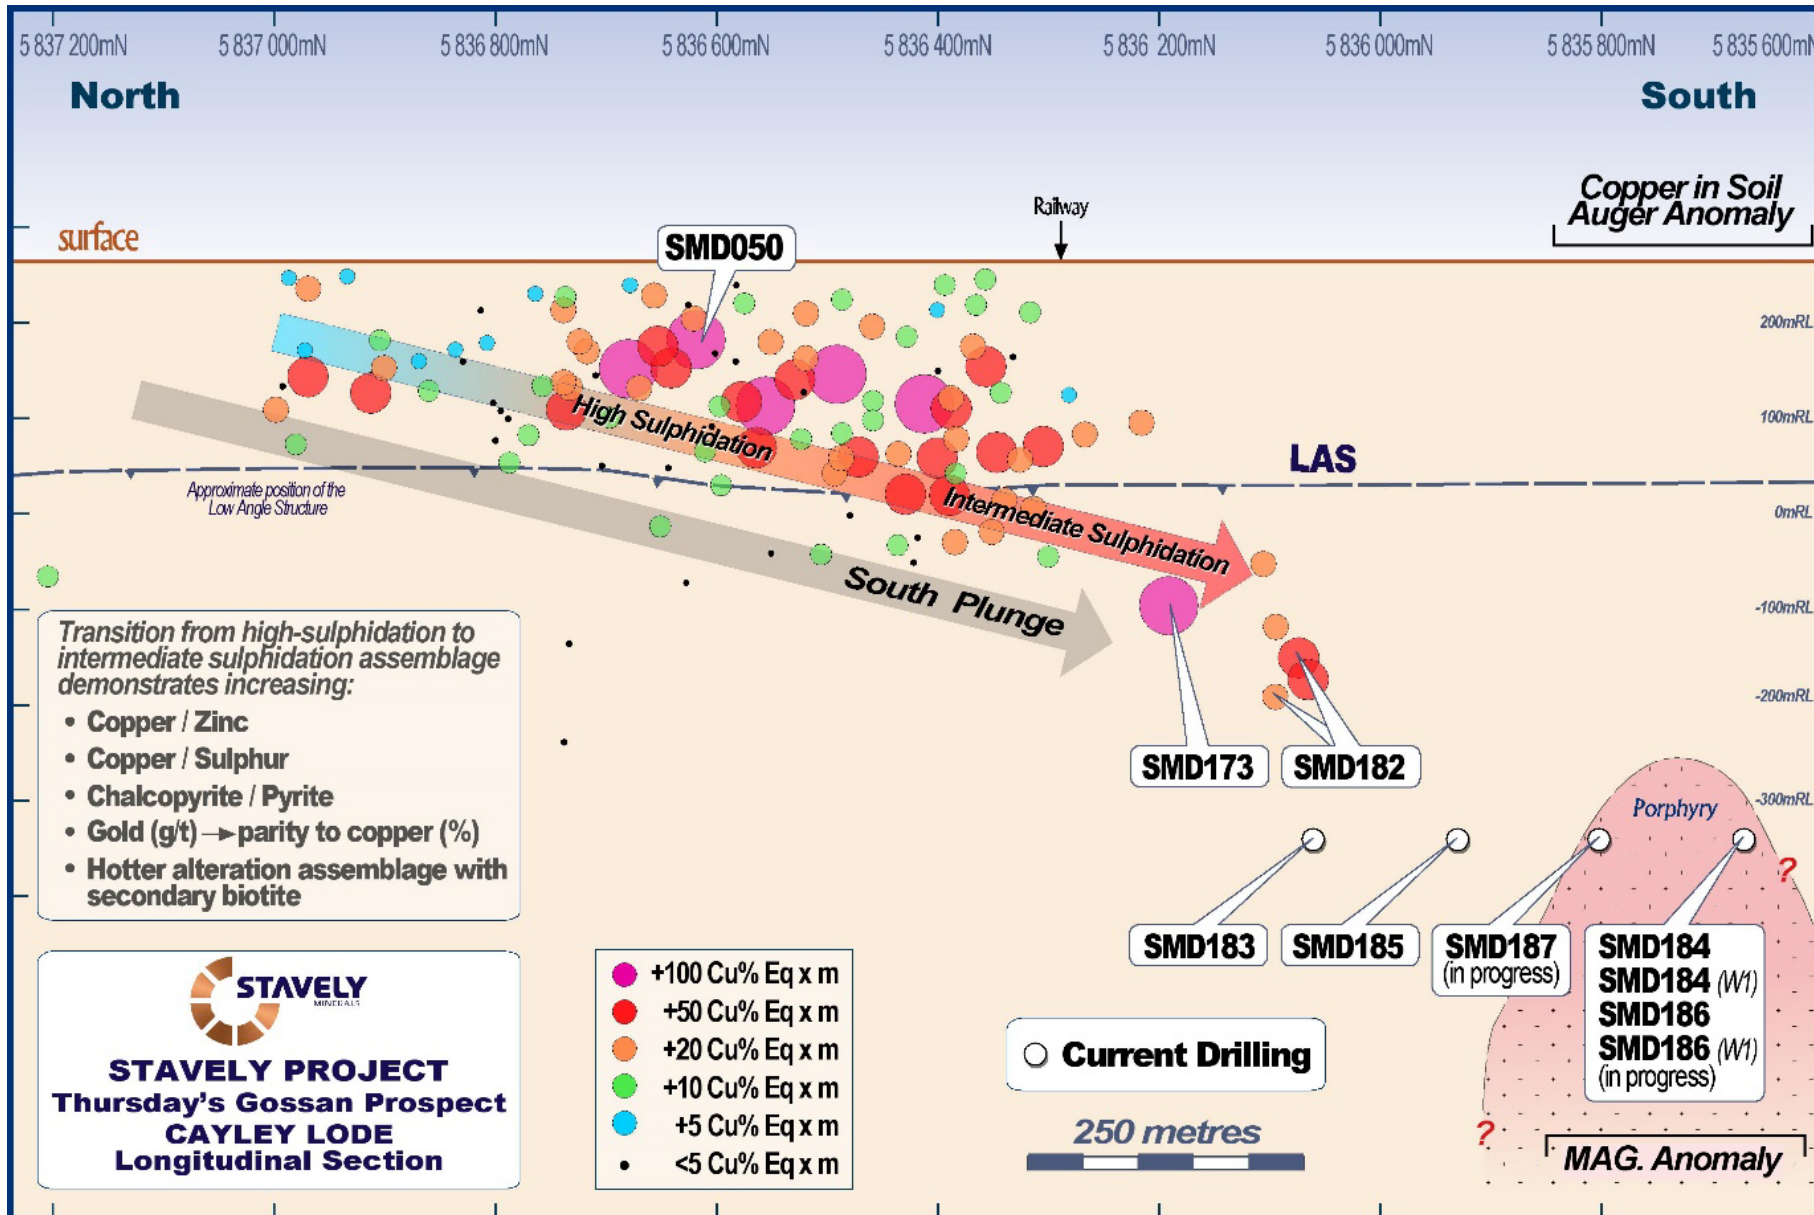 5 837 200mN
5 837 000mN
5 836 800mN
5 836 600mN
5 836 400mN
5 836 200mN
5 836 000mN
5 835 800mN
5 835 600mN
North
South
Copper in Soil
Auger Anomaly
Railway
surface
SMD050
200mRL
100mRL
High Sulphidation
LAS
Approximate position of the
Low Angle Structure
Intermediate Sulphidation
0mRL
South Plunge
-100mRL
Transition from high-sulphidation to
intermediate sulphidation assemblage
demonstrates increasing:
• Copper / Zinc
• Copper / Sulphur
• Chalcopyrite / Pyrite
• Gold (g/t) → parity to copper (%)
• Hotter alteration assemblage with
secondary biotite
-200mRL
SMD173
SMD182
-300mRL
Porphyry
?
SMD183
SMD185
SMD187
(in progress)
SMD184
SMD184 (W1)
SMD186
SMD186 (W1)
(in progress)
STAVELY
MINERALS
STAVELY PROJECT
Thursday's Gossan Prospect
CAYLEY LODE
Longitudinal Section
+100 Cu% Eq x m
+50 Cu% Eq x m
+20 Cu% Eq x m
+10 Cu% Eq x m
+5 Cu% Eq x m
<5 Cu% Eq x m
Current Drilling
250 metres
?
MAG. Anomaly